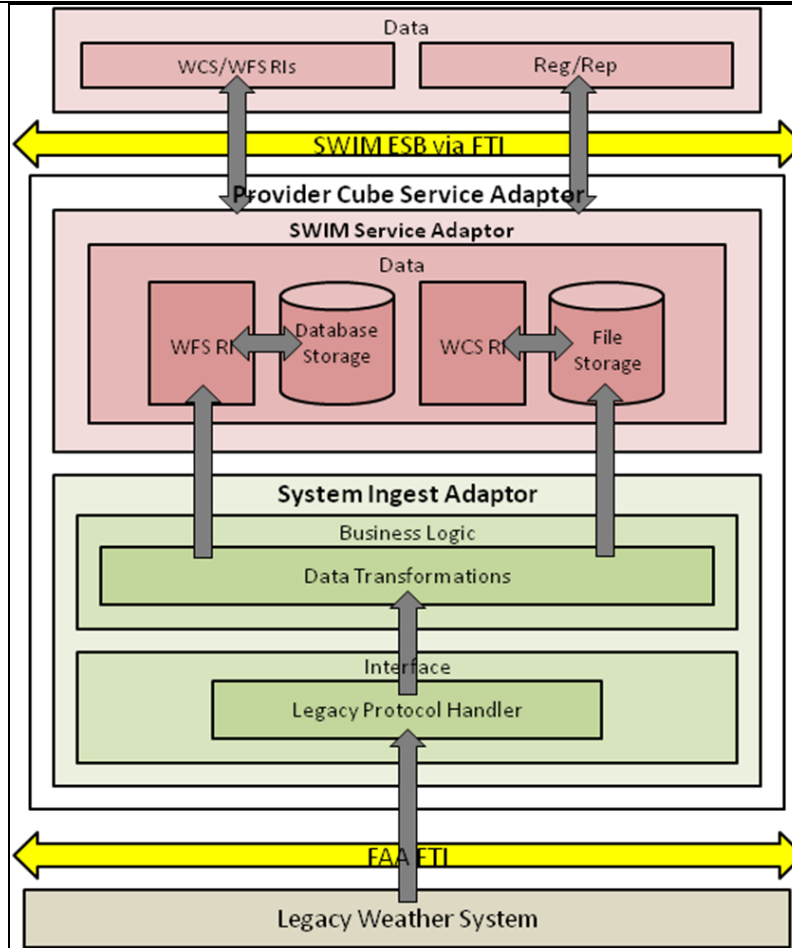 Data
WCS/WFS RIs
Reg/Rep
SWIM ESB via FTI
Provider Cube Service Adaptor
SWIM Service Adaptor
Data
WFS RI
Database
Storage
WCS RI
File
Storage
System Ingest Adaptor
Business Logic
Data Transformations
Interface
Legacy Protocol Handler
FAA FTI
Legacy Weather System